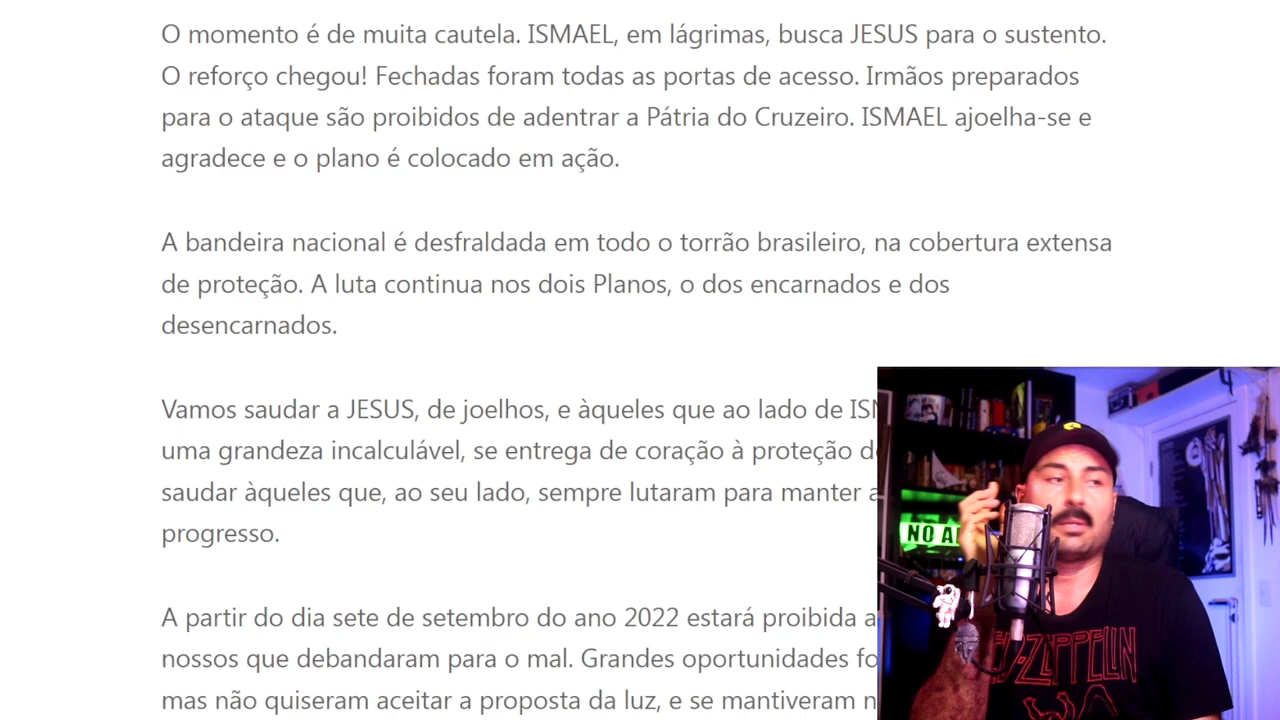 O momento é de muita cautela. ISMAEL, em lágrimas, busca JESUS para o sustento.
O reforço chegou! Fechadas foram todas as portas de acesso. Irmãos preparados
para o ataque são proibidos de adentrar a Pátria do Cruzeiro. ISMAEL ajoelha-se e
agradece e o plano é colocado em ação.
A bandeira nacional é desfraldada em todo o torrão brasileiro, na cobertura extensa
de proteção. A luta continua nos dois Planos, o dos encarnados e dos
desencarnados.
Vamos saudar a JESUS, de joelhos, e àqueles que ao lado de
uma grandeza incalculável, se entrega de coração à proteção
saudar àqueles que, ao seu lado, sempre lutaram para manter
progresso.
A partir do dia sete de setembro do ano 2022 estará proibida
nossos que debandaram para o mal. Grandes oportunidades
mas não quiseram aceitar a proposta da luz, e se mantiveram
NO